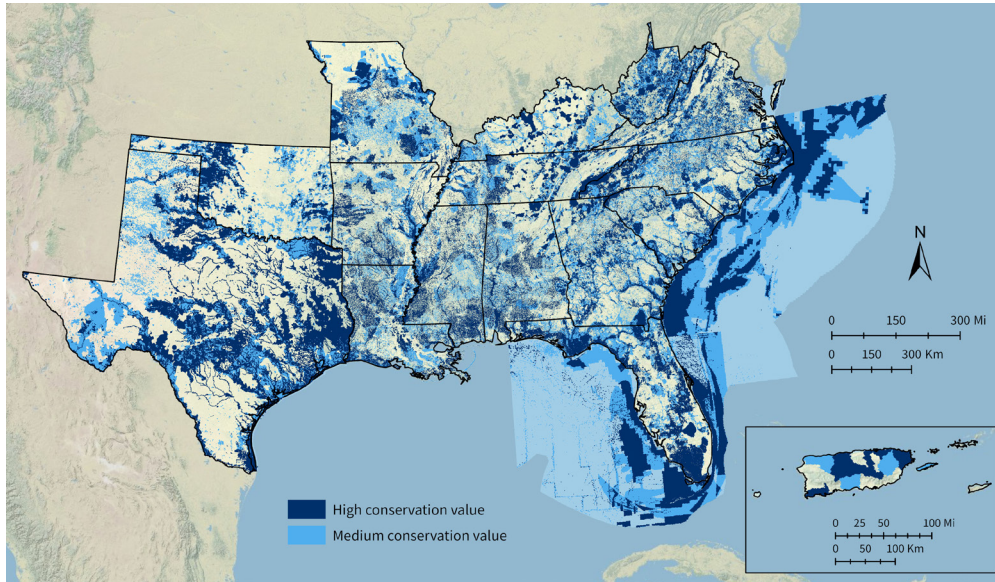 N
0 150 300 Mi
0 150 300 Km
High conservation value
Medium conservation value
0 25 50 100 Mi
0 50 100 Km